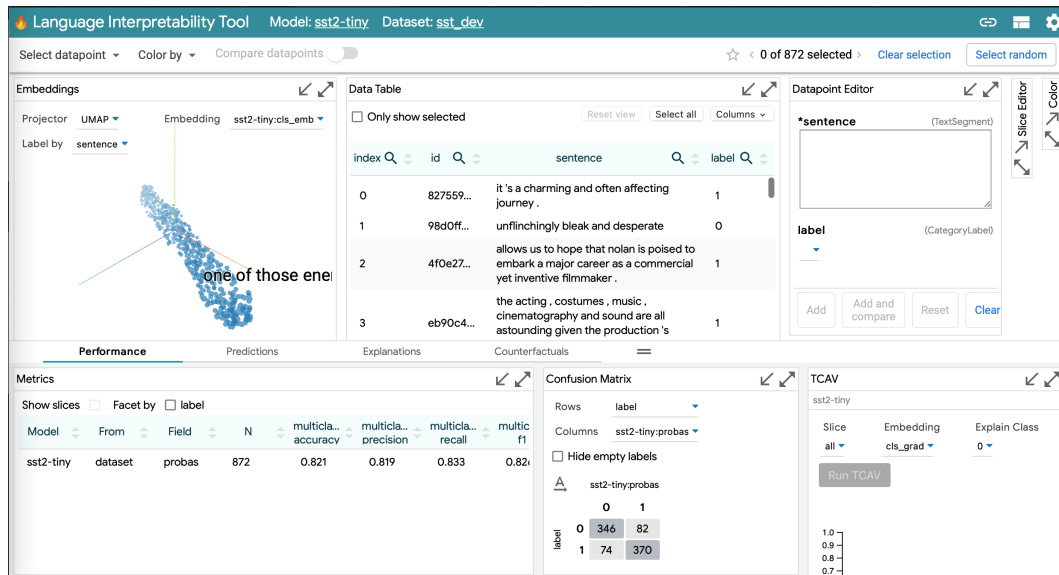 Language Interpretability Tool Model: sst2-tiny Dataset: sst_dev
Select datapoint Color by Compare datapoints 0 of 872 selected Clear selection Select random
Embeddings
Projector UMAP Embedding sst2-tiny:cls_emb
Label by sentence
one of those ener
Data Table
Only show selected Reset view Select all Columns
index id sentence label
0 827559... it 's a charming and often affecting
journey . 1
1 98d0ff... unflinchingly bleak and desperate 0
allows us to hope that nolan is poised to
2 4f0e27... embark a major career as a commercial 1
yet inventive filmmaker .
the acting , costumes , music ,
3 eb90c4... cinematography and sound are all 1
astounding given the production 's
Datapoint Editor
*sentence (TextSegment)
label (CategoryLabel)
Add Add and compare Reset Clear
Slice Editor
Color
Performance Predictions Explanations Counterfactuals
Metrics
Show slices Facet by label
Model From Field N multicla... accuracy multicla... precision multicla... recall multic f1
sst2-tiny dataset probas 872 0.821 0.819 0.833 0.82
Confusion Matrix
Rows label
Columns sst2-tiny:probas
Hide empty labels
A sst2-tiny:probas
0 1
label
0 346 82
1 74 370
TCAV
sst2-tiny
Slice Embedding Explain Class
all cls_grad 0
Run TCAV
1.0
0.9
0.8
0.7